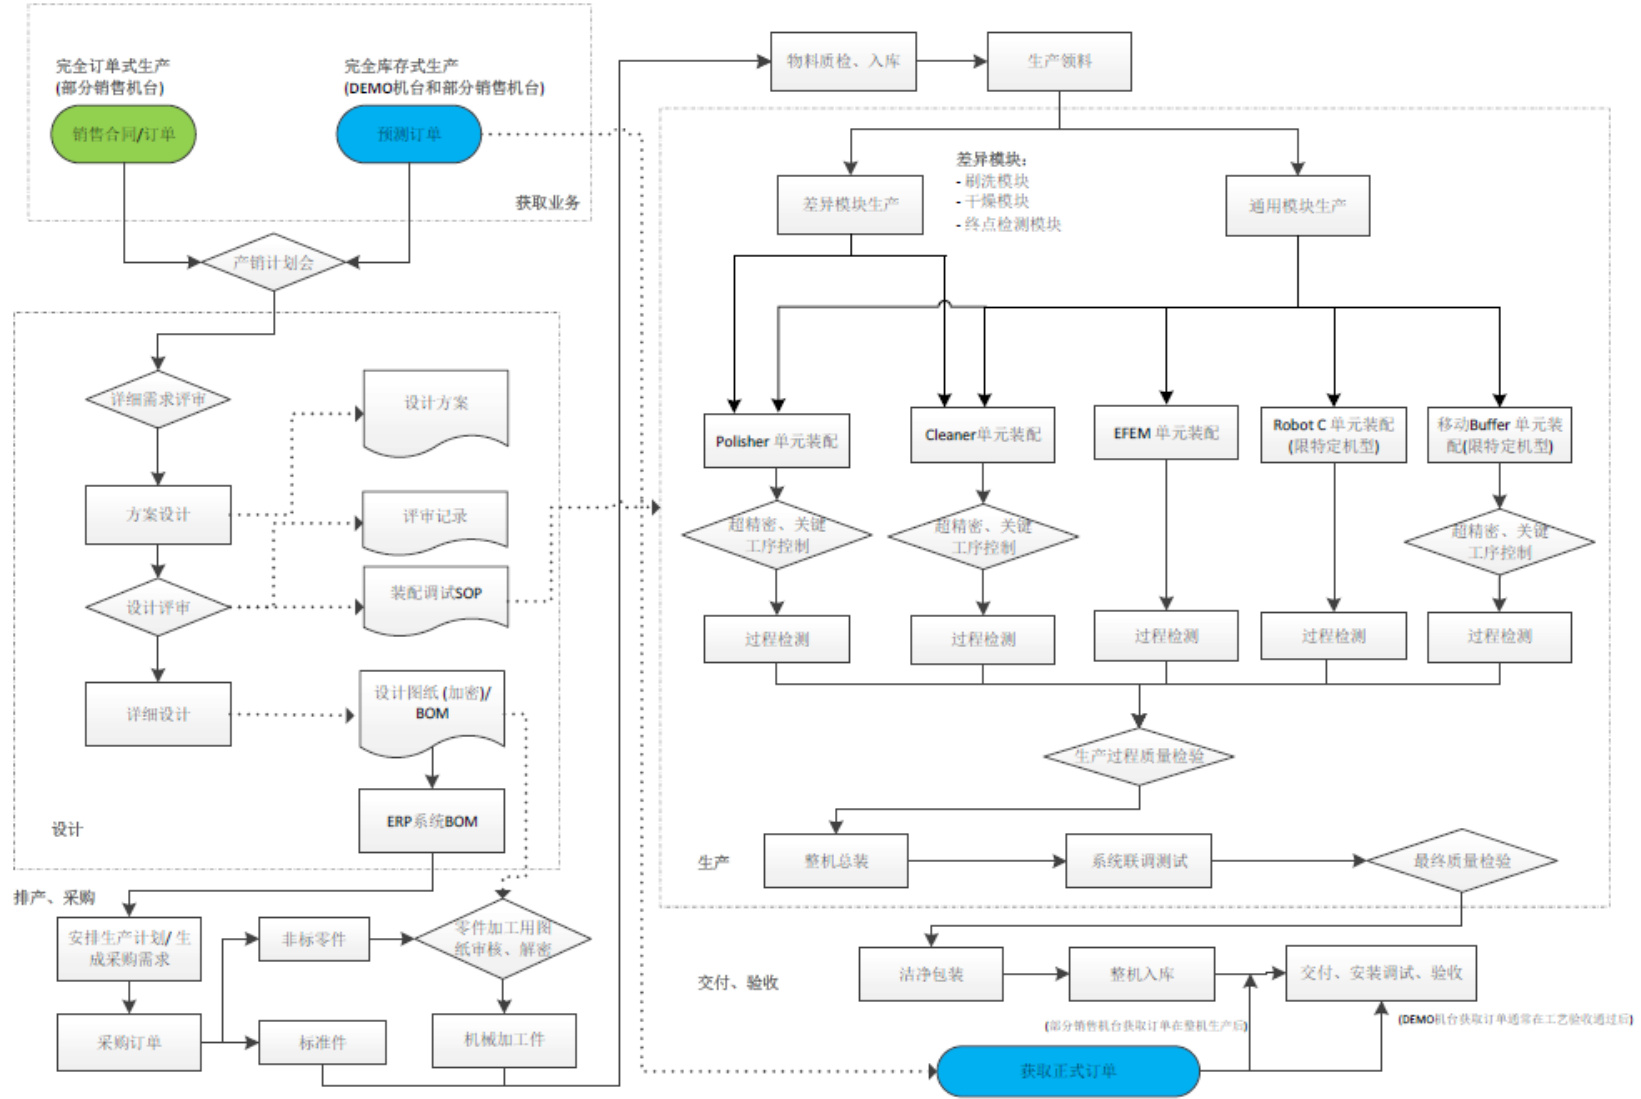 完全订单式生产
(部分销售机台)
完全库存式生产
(DEMO机台和部分销售机台)
销售合同/订单
预测订单
获取业务
产销计划会
详细需求评审
设计方案
方案设计
评审记录
设计评审
装配调试SOP
详细设计
设计图纸 (加密)/
BOM
ERP系统BOM
设计
排产、采购
安排生产计划/ 生
成采购需求
非标零件
零件加工用图
纸审核、解密
采购订单
标准件
机械加工件
物料质检、入库
生产领料
差异模块：
- 刷洗模块
- 干燥模块
- 终点检测模块
差异模块生产
通用模块生产
Polisher 单元装配
Cleaner单元装配
EFEM 单元装配
Robot C 单元装配
(限特定机型)
移动Buffer 单元装
配(限特定机型)
超精密、关键
工序控制
超精密、关键
工序控制
超精密、关键
工序控制
过程检测
过程检测
过程检测
过程检测
过程检测
生产过程质量检验
生产
整机总装
系统联调测试
最终质量检验
交付、验收
洁净包装
整机入库
交付、安装调试、验收
(部分销售机台获取订单在整机生产后)
(DEMO机台获取订单通常在工艺验收通过后)
获取正式订单